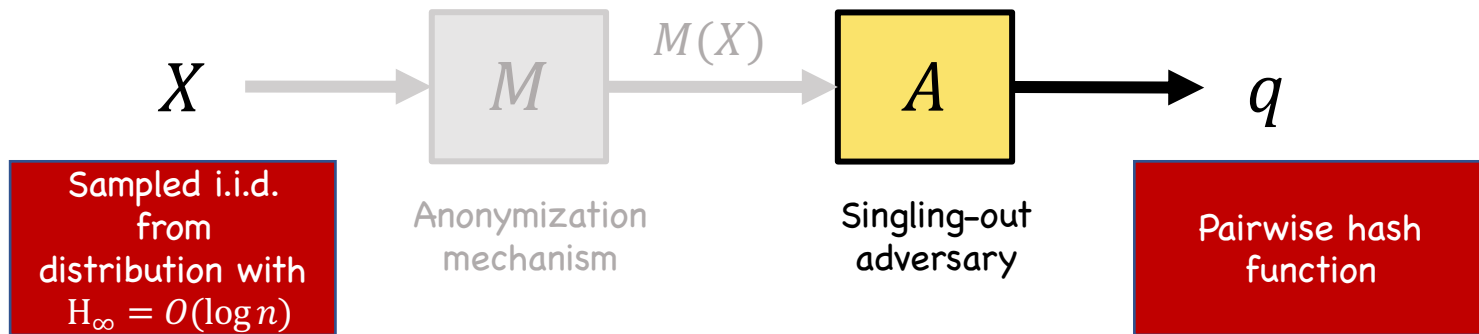 M(X)
X M A q
Sampled i.i.d.
from
distribution with
H∞ = O(log n)
Anonymization
mechanism
Singling-out
adversary
Pairwise hash
function